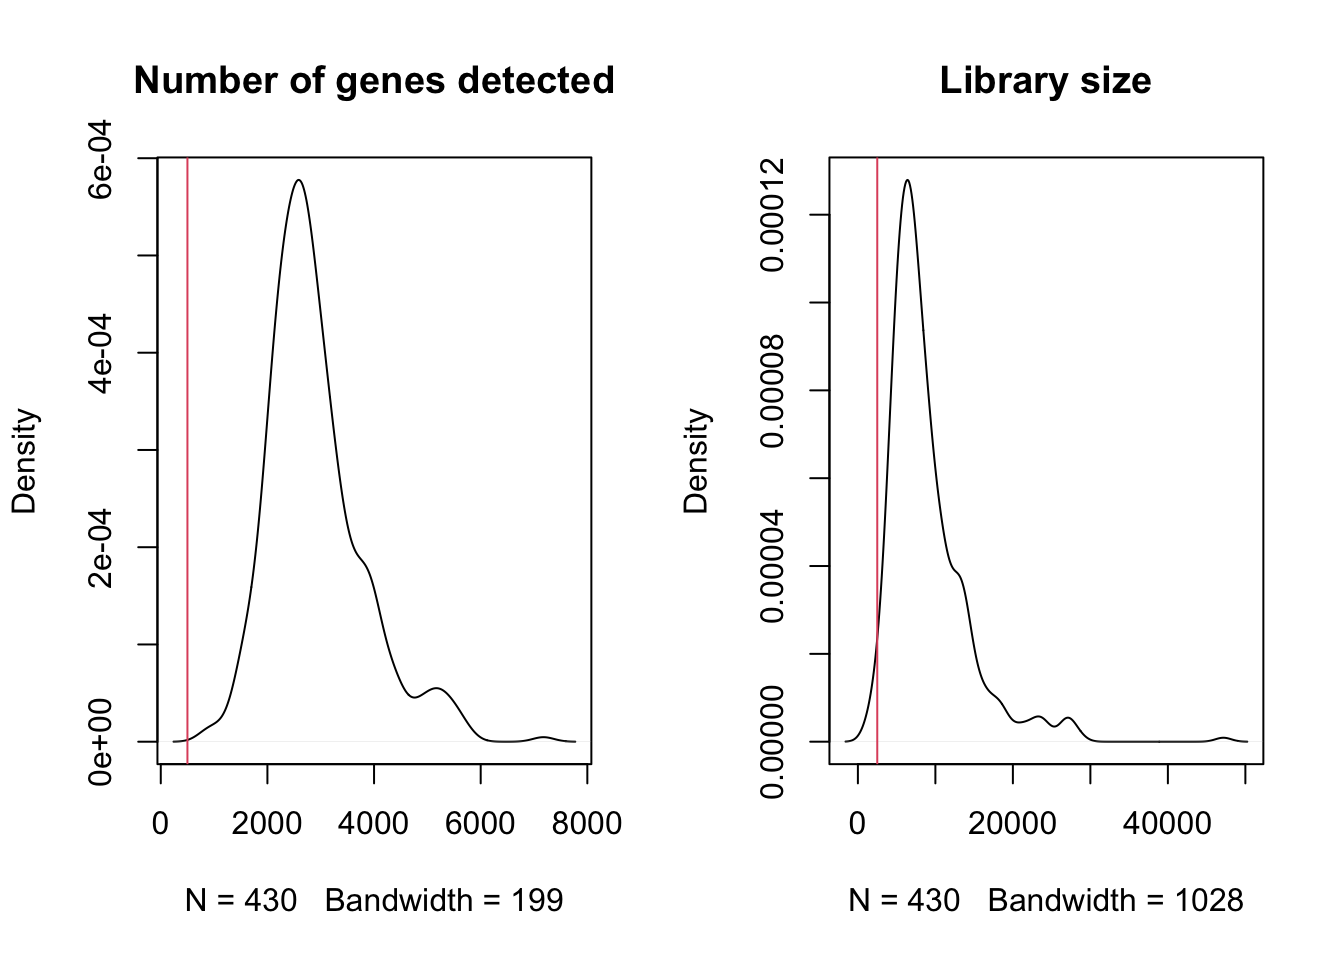 Number of genes detected
Density
0e+00
2e-04
4e-04
6e-04
0
2000
4000
6000
8000
N = 430   Bandwidth = 199
Library size
Density
0.00000
0.00004
0.00008
0.00012
0
20000
40000
N = 430   Bandwidth = 1028